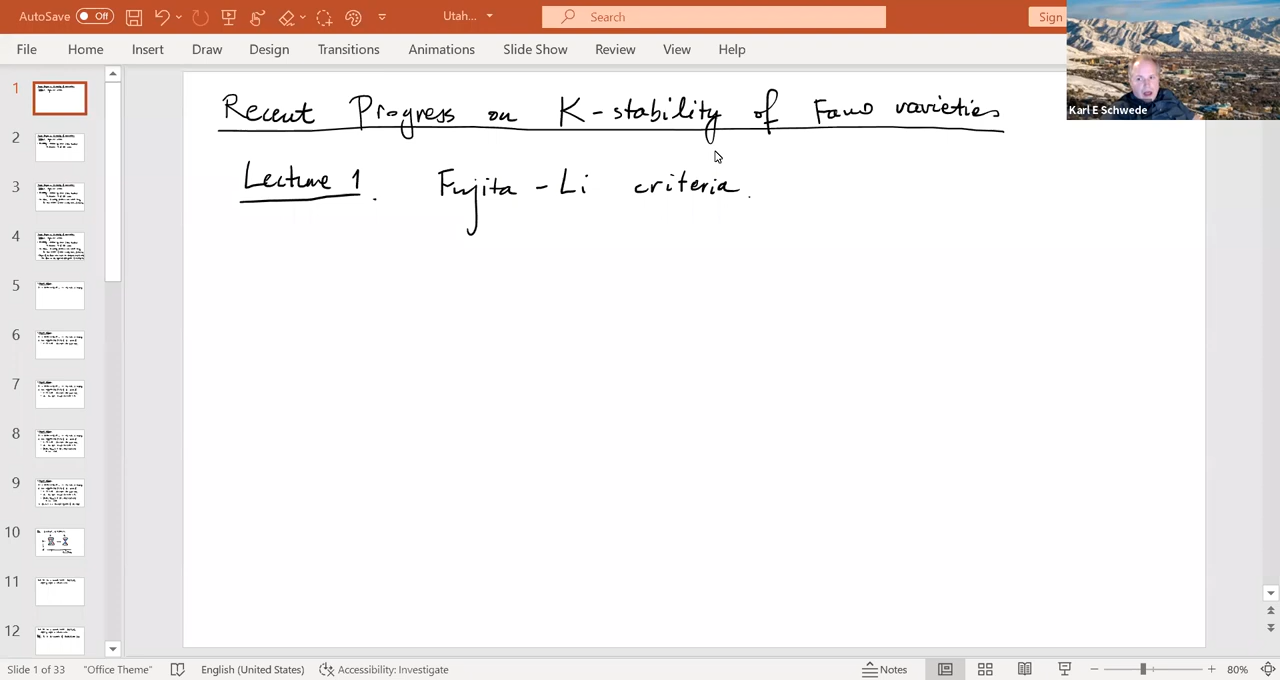 AutoSave Off Utah... Search Sign
File Home Insert Draw Design Transitions Animations Slide Show Review View Help
Karl E Schwede
Recent Progress on K-stability of Fano varieties
Lecture 1. Fujita - Li criteria.
1
2
3
4
5
6
7
8
9
10
11
12
Slide 1 of 33 "Office Theme" English (United States) Accessibility: Investigate Notes 80%